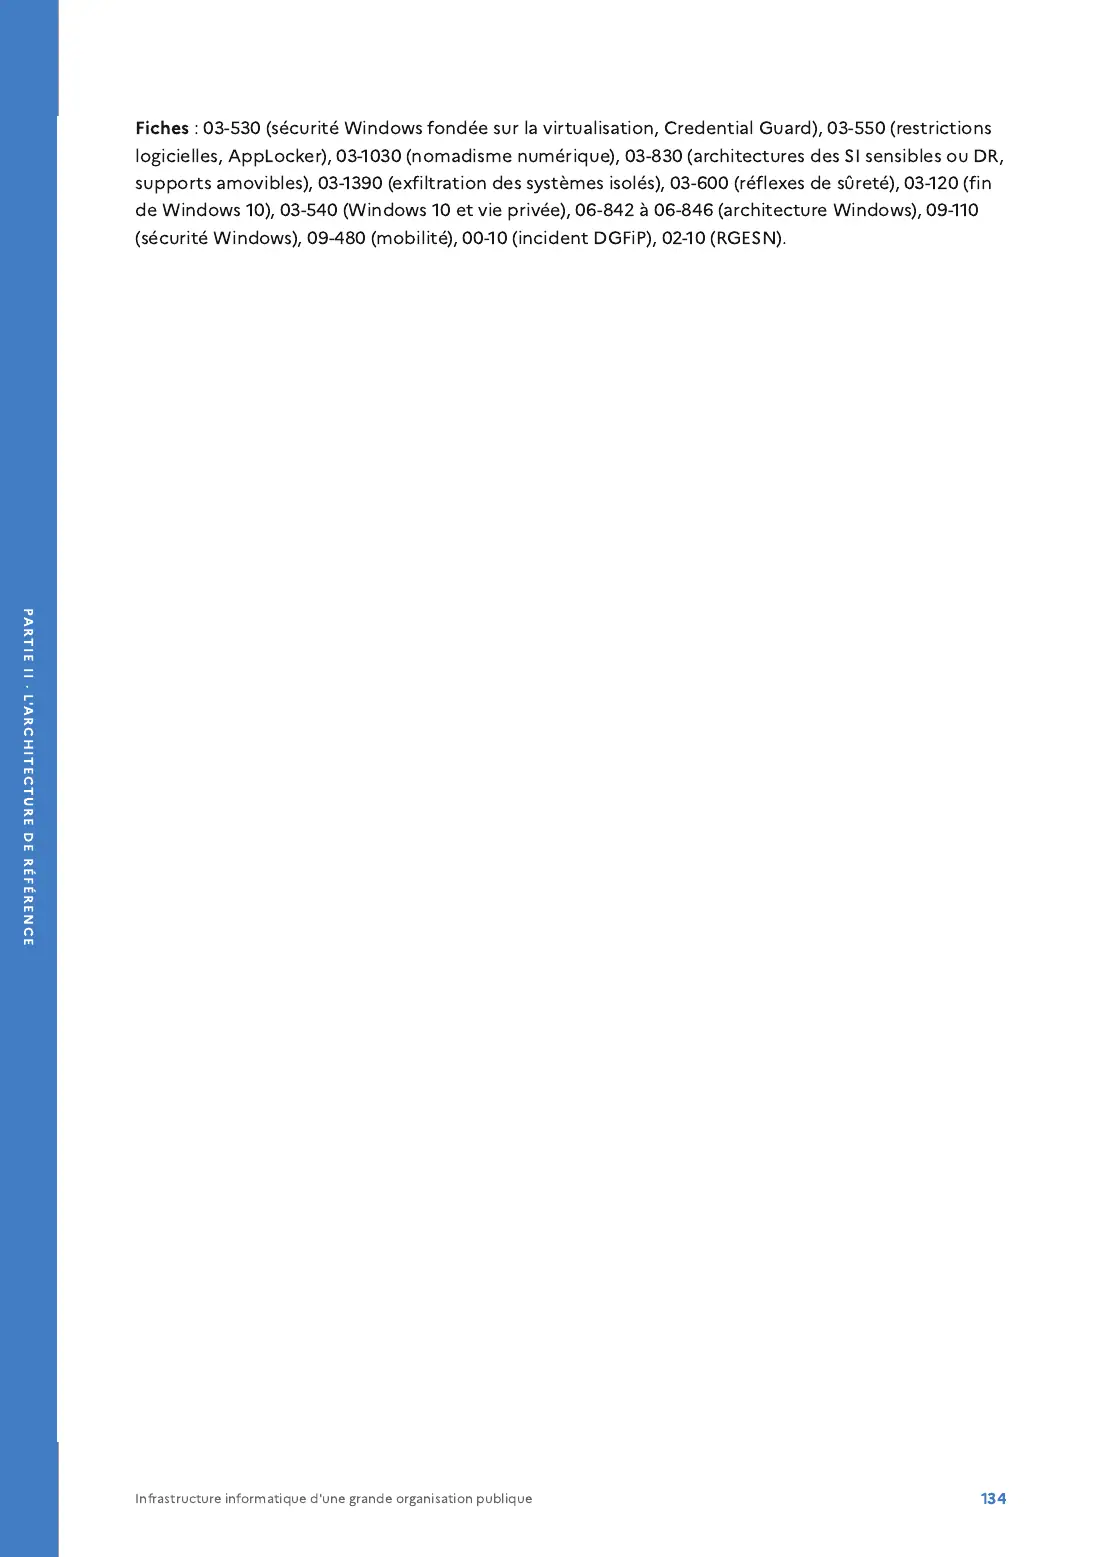 Fiches : 03-530 (sécurité Windows fondée sur la virtualisation, Credential Guard), 03-550 (restrictions
logicielles, AppLocker), 03-1030 (nomadisme numérique), 03-830 (architectures des SI sensibles ou DR,
supports amovibles), 03-1390 (exfiltration des systèmes isolés), 03-600 (réflexes de sûreté), 03-120 (fin
de Windows 10), 03-540 (Windows 10 et vie privée), 06-842 à 06-846 (architecture Windows), 09-110
(sécurité Windows), 09-480 (mobilité), 00-10 (incident DGFiP), 02-10 (RGESN).
PARTIE II · L'ARCHITECTURE DE RÉFÉRENCE
Infrastructure informatique d'une grande organisation publique
134